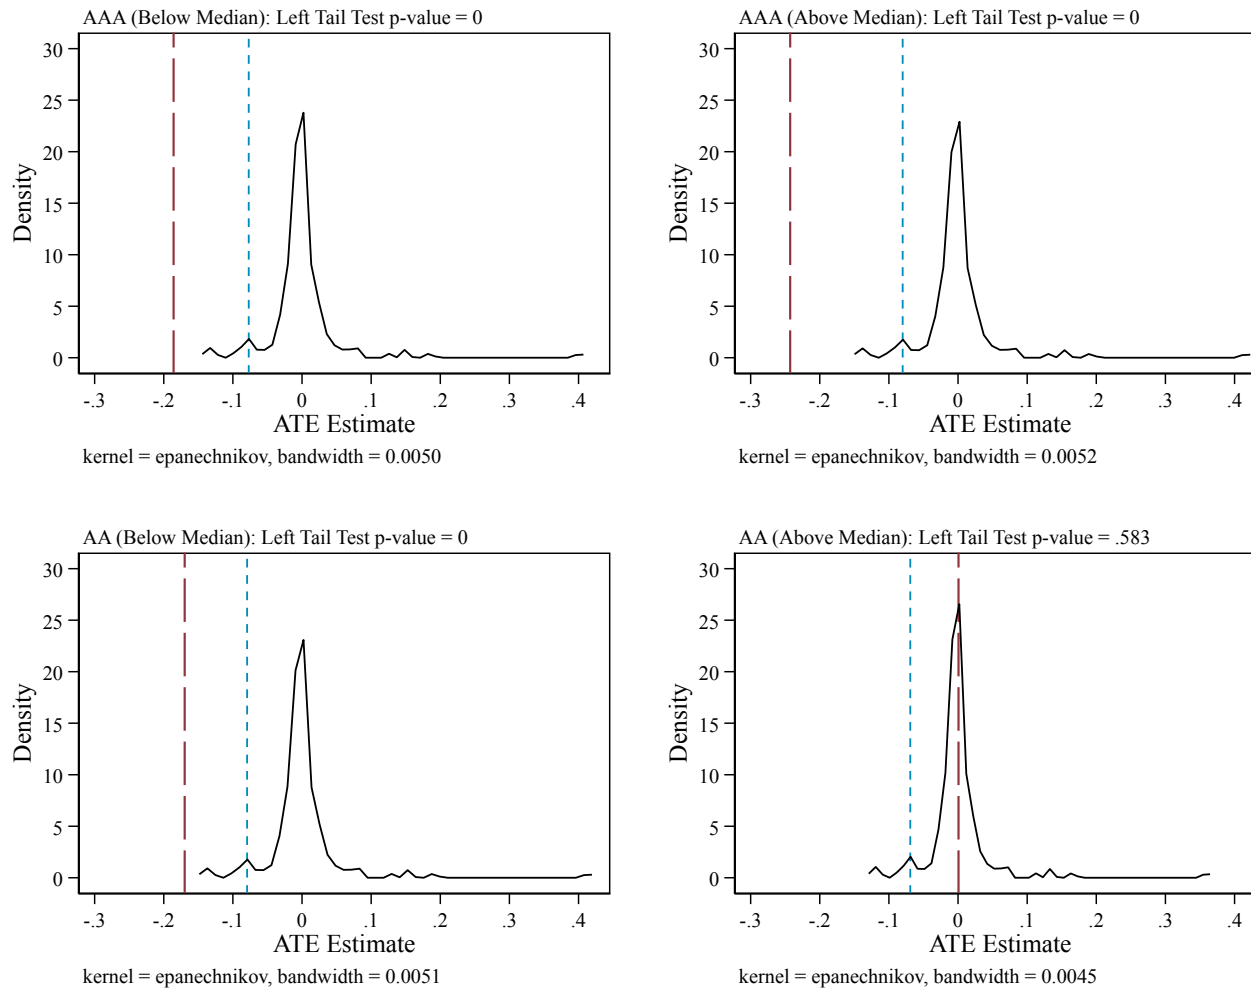 AAA (Below Median): Left Tail Test p-value = 0
30
25
20
15
10
5
0
Density
-.3 -.2 -.1 0 .1 .2 .3 .4
ATE Estimate
kernel = epanechnikov, bandwidth = 0.0050
AAA (Above Median): Left Tail Test p-value = 0
30
25
20
15
10
5
0
Density
-.3 -.2 -.1 0 .1 .2 .3 .4
ATE Estimate
kernel = epanechnikov, bandwidth = 0.0052
AA (Below Median): Left Tail Test p-value = 0
30
25
20
15
10
5
0
Density
-.3 -.2 -.1 0 .1 .2 .3 .4
ATE Estimate
kernel = epanechnikov, bandwidth = 0.0051
AA (Above Median): Left Tail Test p-value = .583
30
25
20
15
10
5
0
Density
-.3 -.2 -.1 0 .1 .2 .3 .4
ATE Estimate
kernel = epanechnikov, bandwidth = 0.0045